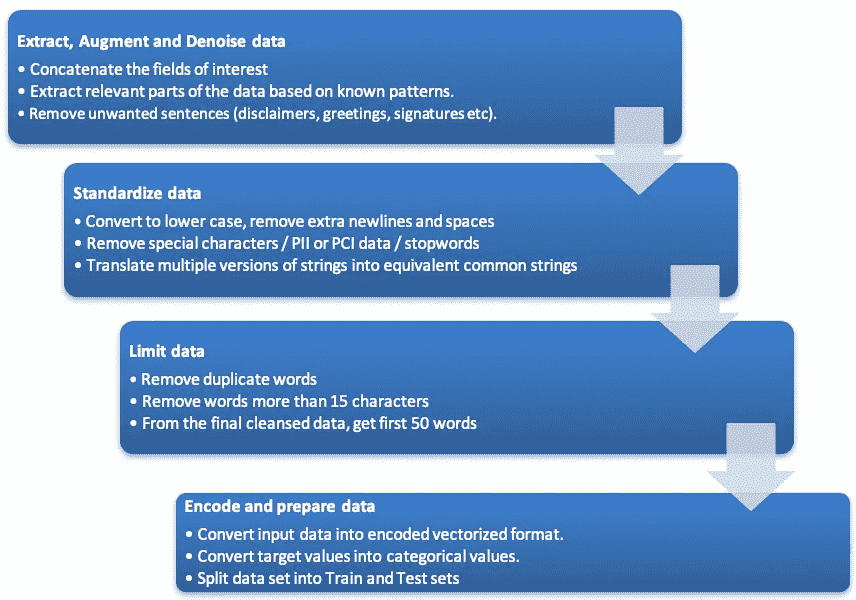 Extract, Augment and Denoise data
• Concatenate the fields of interest
• Extract relevant parts of the data based on known patterns.
• Remove unwanted sentences (disclaimers, greetings, signatures etc).
Standardize data
• Convert to lower case, remove extra newlines and spaces
• Remove special characters / PII or PCI data / stopwords
• Translate multiple versions of strings into equivalent common strings
Limit data
• Remove duplicate words
• Remove words more than 15 characters
• From the final cleansed data, get first 50 words
Encode and prepare data
• Convert input data into encoded vectorized format.
• Convert target values into categorical values.
• Split data set into Train and Test sets